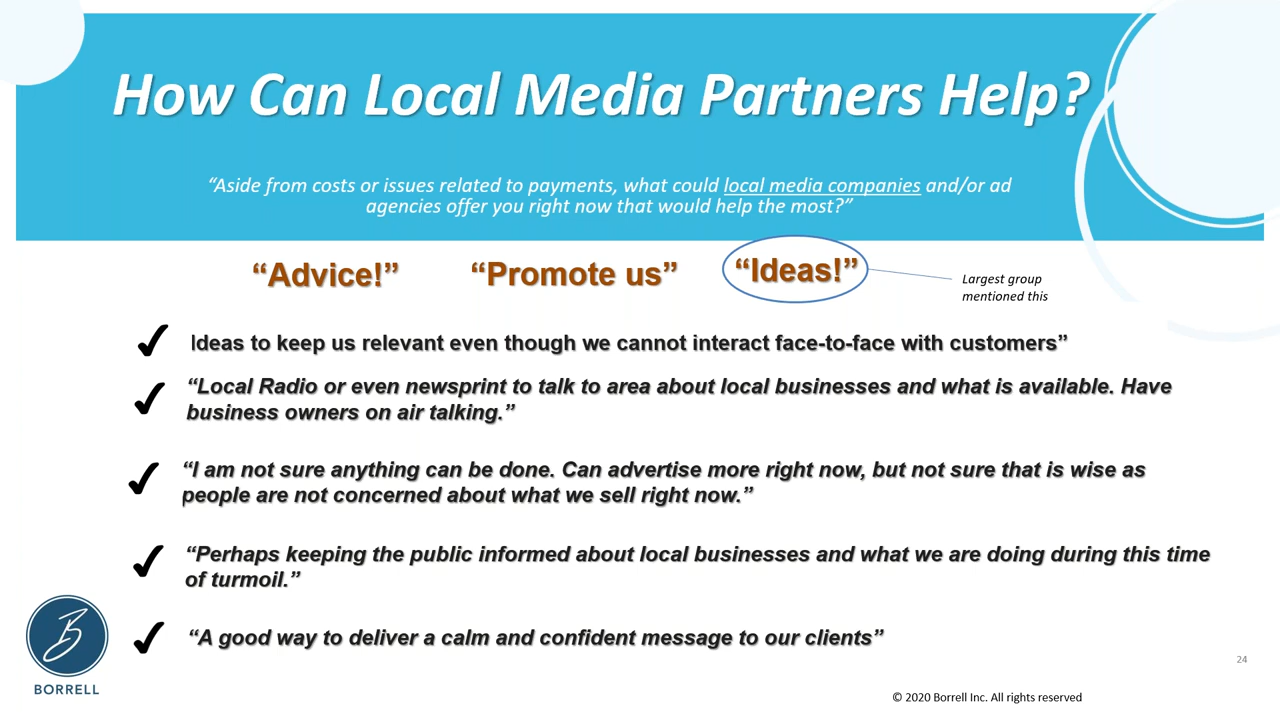 How Can Local Media Partners Help?
“Aside from costs or issues related to payments, what could local media companies and/or ad
agencies offer you right now that would help the most?”
“Advice!” “Promote us” “Ideas!”
Largest group
mentioned this
✓ Ideas to keep us relevant even though we cannot interact face-to-face with customers”
✓ “Local Radio or even newsprint to talk to area about local businesses and what is available. Have
business owners on air talking.”
✓ “I am not sure anything can be done. Can advertise more right now, but not sure that is wise as
people are not concerned about what we sell right now.”
✓ “Perhaps keeping the public informed about local businesses and what we are doing during this time
of turmoil.”
✓ “A good way to deliver a calm and confident message to our clients”
B
BORRELL
24
© 2020 Borrell Inc. All rights reserved